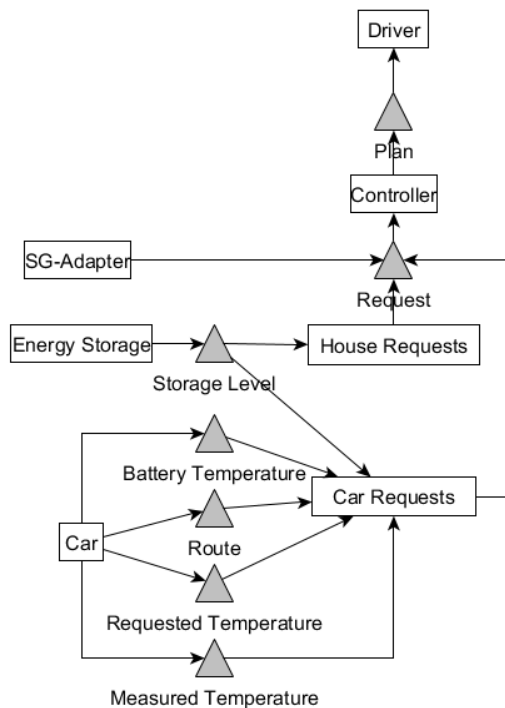 Driver
Plan
Controller
SG-Adapter
Request
Energy Storage
House Requests
Storage Level
Battery Temperature
Car Requests
Car
Route
Requested Temperature
Measured Temperature